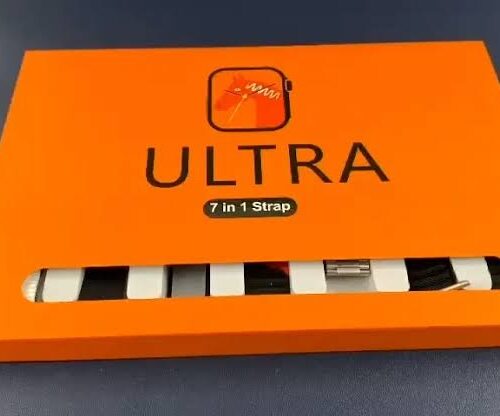 ULTRA
7 in 1 Strap